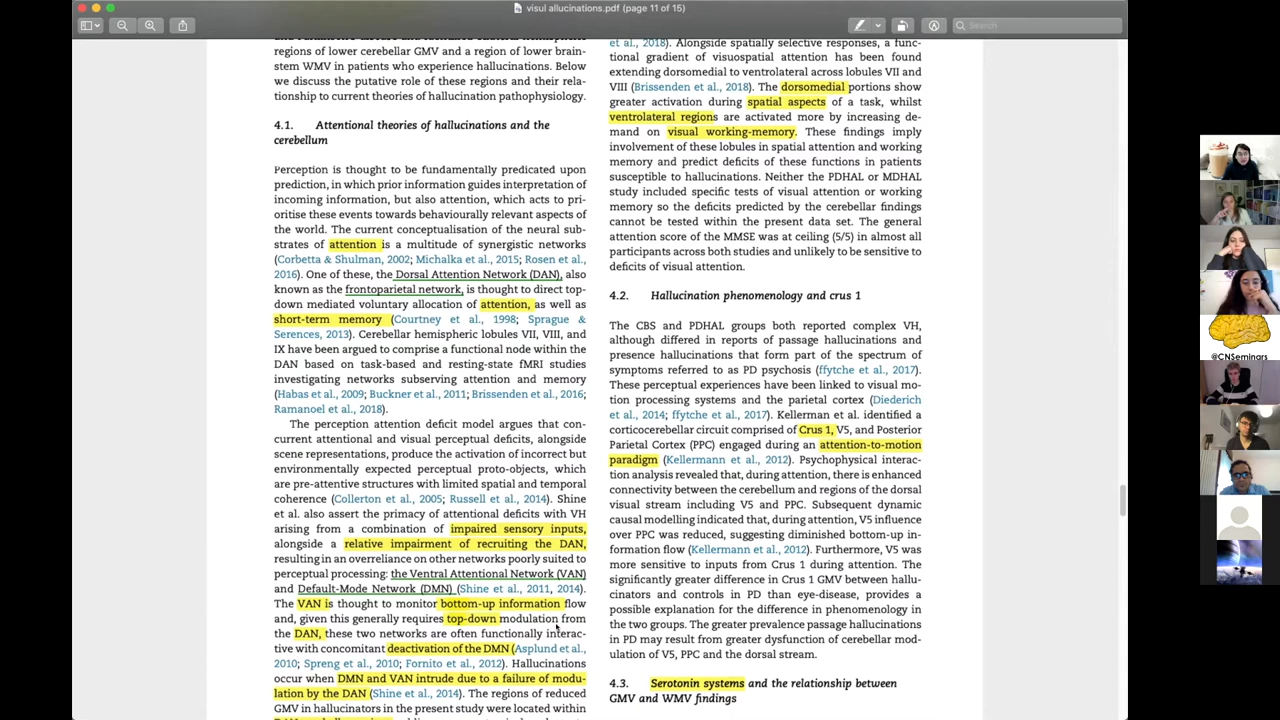 visul allucinations.pdf (page 11 of 15)
Search
regions of lower cerebellar GMV and a region of lower brain-
stem WMV in patients who experience hallucinations. Below
we discuss the putative role of these regions and their rela-
tionship to current theories of hallucination pathophysiology.
4.1. Attentional theories of hallucinations and the
cerebellum
Perception is thought to be fundamentally predicated upon
prediction, in which prior information guides interpretation of
incoming information, but also attention, which acts to pri-
oritise these events towards behaviourally relevant aspects of
the world. The current conceptualisation of the neural sub-
strates of attention is a multitude of synergistic networks
(Corbetta & Shulman, 2002; Michalka et al., 2015; Rosen et al.,
2016). One of these, the Dorsal Attention Network (DAN), also
known as the frontoparietal network, is thought to direct top-
down mediated voluntary allocation of attention, as well as
short-term memory (Courtney et al., 1998; Sprague &
Serences, 2013). Cerebellar hemispheric lobules VII, VIII, and
IX have been argued to comprise a functional node within the
DAN based on task-based and resting-state fMRI studies
investigating networks subserving attention and memory
(Habas et al., 2009; Buckner et al., 2011; Brissenden et al., 2016;
Ramanoel et al., 2018).
The perception attention deficit model argues that con-
current attentional and visual perceptual deficits, alongside
scene representations, produce the activation of incorrect but
environmentally expected perceptual proto-objects, which
are pre-attentive structures with limited spatial and temporal
coherence (Collerton et al., 2005; Russell et al., 2014). Shine
et al. also assert the primacy of attentional deficits with VH
arising from a combination of impaired sensory inputs,
alongside a relative impairment of recruiting the DAN,
resulting in an overreliance on other networks poorly suited to
perceptual processing: the Ventral Attentional Network (VAN)
and Default-Mode Network (DMN) (Shine et al., 2011, 2014).
The VAN is thought to monitor bottom-up information flow
and, given this generally requires top-down modulation from
the DAN, these two networks are often functionally interac-
tive with concomitant deactivation of the DMN (Asplund et al.,
2010; Spreng et al., 2010; Fornito et al., 2012). Hallucinations
occur when DMN and VAN intrude due to a failure of modu-
lation by the DAN (Shine et al., 2014). The regions of reduced
GMV in hallucinators in the present study were located within
et al., 2018). Alongside spatially selective responses, a func-
tional gradient of visuospatial attention has been found
extending dorsomedial to ventrolateral across lobules VII and
VIII (Brissenden et al., 2018). The dorsomedial portions show
greater activation during spatial aspects of a task, whilst
ventrolateral regions are activated more by increasing de-
mand on visual working-memory. These findings imply
involvement of these lobules in spatial attention and working
memory and predict deficits of these functions in patients
susceptible to hallucinations. Neither the PDHAL or MDHAL
study included specific tests of visual attention or working
memory so the deficits predicted by the cerebellar findings
cannot be tested within the present data set. The general
attention score of the MMSE was at ceiling (5/5) in almost all
participants across both studies and unlikely to be sensitive to
deficits of visual attention.
4.2. Hallucination phenomenology and crus 1
The CBS and PDHAL groups both reported complex VH,
although differed in reports of passage hallucinations and
presence hallucinations that form part of the spectrum of
symptoms referred to as PD psychosis (ffytche et al., 2017).
These perceptual experiences have been linked to visual mo-
tion processing systems and the parietal cortex (Diederich
et al., 2014; ffytche et al., 2017). Kellerman et al. identified a
corticocerebellar circuit comprised of Crus 1, V5, and Posterior
Parietal Cortex (PPC) engaged during an attention-to-motion
paradigm (Kellermann et al., 2012). Psychophysical interac-
tion analysis revealed that, during attention, there is enhanced
connectivity between the cerebellum and regions of the dorsal
visual stream including V5 and PPC. Subsequent dynamic
causal modelling indicated that, during attention, V5 influence
over PPC was reduced, suggesting diminished bottom-up in-
formation flow (Kellermann et al., 2012). Furthermore, V5 was
more sensitive to inputs from Crus 1 during attention. The
significantly greater difference in Crus 1 GMV between hallu-
cinators and controls in PD than eye-disease, provides a
possible explanation for the difference in phenomenology in
the two groups. The greater prevalence passage hallucinations
in PD may result from greater dysfunction of cerebellar mod-
ulation of V5, PPC and the dorsal stream.
4.3. Serotonin systems and the relationship between
GMV and WMV findings
@CNSeminars